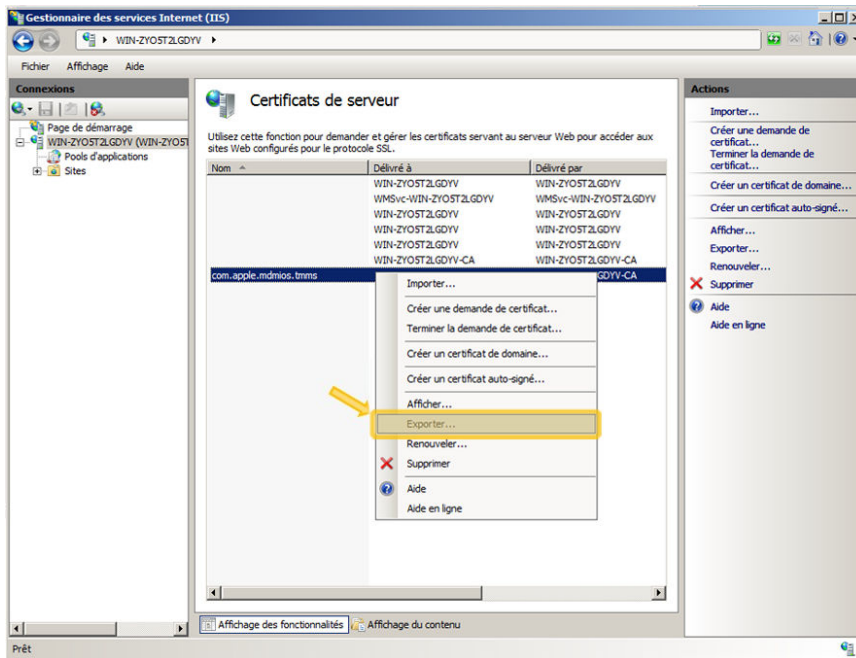 Gestionnaire des services Internet (IIS)
WIN-ZYO5T2LGDYV
Fichier Affichage Aide
Connexions
Page de démarrage
WIN-ZYO5T2LGDYV (WIN-ZYO5T
Pools d'applications
Sites
Certificats de serveur
Utilisez cette fonction pour demander et gérer les certificats servant au serveur Web pour accéder aux
sites Web configurés pour le protocole SSL.
Nom Délivré à Délivré par
WIN-ZYO5T2LGDYV WIN-ZYO5T2LGDYV
WMSvc-WIN-ZYO5T2LGDYV WMSvc-WIN-ZYO5T2LGDYV
WIN-ZYO5T2LGDYV WIN-ZYO5T2LGDYV
WIN-ZYO5T2LGDYV WIN-ZYO5T2LGDYV
WIN-ZYO5T2LGDYV WIN-ZYO5T2LGDYV
WIN-ZYO5T2LGDYV-CA WIN-ZYO5T2LGDYV-CA
com.apple.mdmios.tmms GDYV-CA
Importer...
Créer une demande de certificat...
Terminer la demande de certificat...
Créer un certificat de domaine...
Créer un certificat auto-signé...
Afficher...
Exporter...
Renouveler...
Supprimer
Aide
Aide en ligne
Affichage des fonctionnalités Affichage du contenu
Actions
Importer...
Créer une demande de
certificat...
Terminer la demande de
certificat...
Créer un certificat de domaine...
Créer un certificat auto-signé...
Afficher...
Exporter...
Renouveler...
Supprimer
Aide
Aide en ligne
Prêt